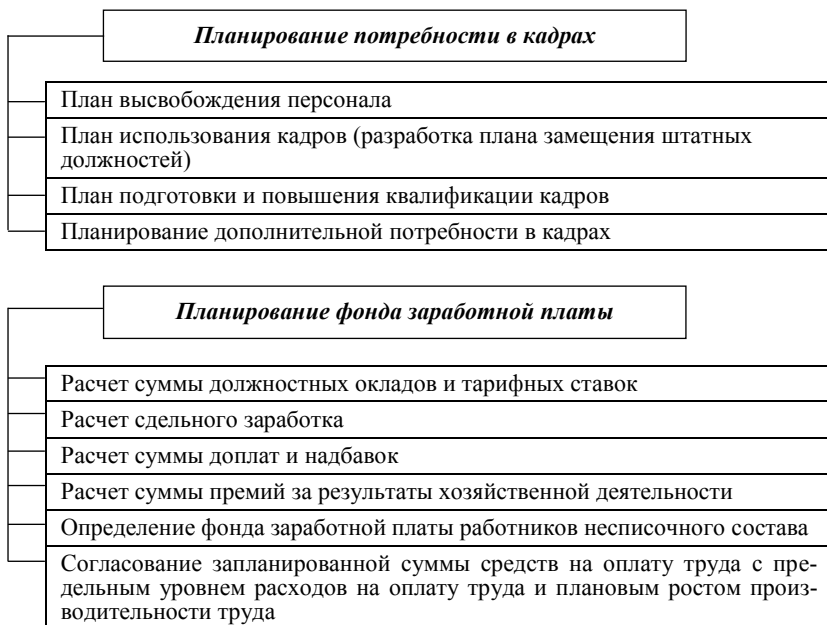 Планирование потребности в кадрах
План высвобождения персонала
План использования кадров (разработка плана замещения штатных
должностей)
План подготовки и повышения квалификации кадров
Планирование дополнительной потребности в кадрах
Планирование фонда заработной платы
Расчет суммы должностных окладов и тарифных ставок
Расчет сдельного заработка
Расчет суммы доплат и надбавок
Расчет суммы премий за результаты хозяйственной деятельности
Определение фонда заработной платы работников несписочного состава
Согласование запланированной суммы средств на оплату труда с пре-
дельным уровнем расходов на оплату труда и плановым ростом произ-
водительности труда